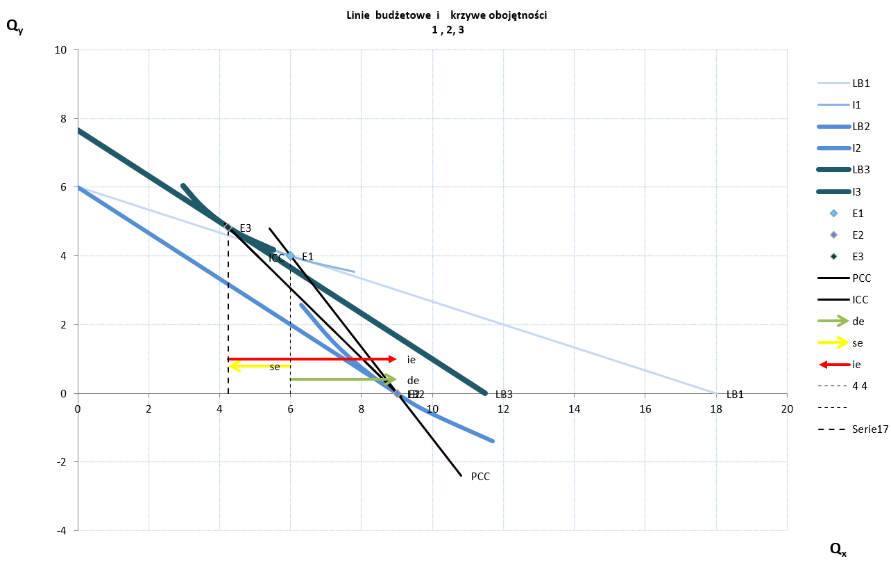 Linie budżetowe i krzywe obojętności
1 , 2, 3
Qy
10
8
6
4
2
0
-2
-4
0 2 4 6 8 10 12 14 16 18 20
Qx
E3
ICC
E1
ie
se
de
LB3
LB1
PCC
LB1
I1
LB2
I2
LB3
I3
E1
E2
E3
PCC
ICC
de
se
ie
4 4
Serie17